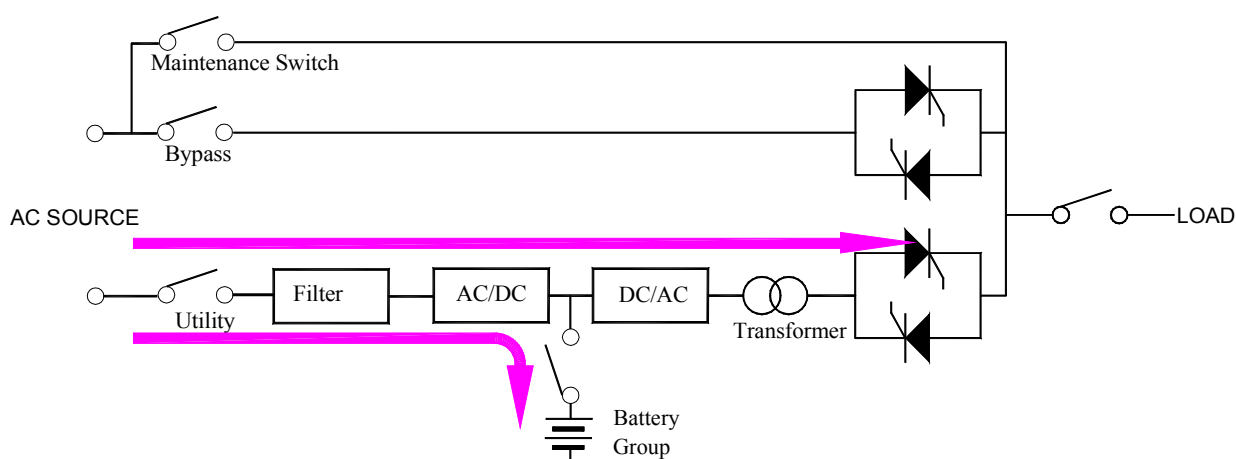 Maintenance Switch
Bypass
AC SOURCE
LOAD
Filter
AC/DC
DC/AC
Utility
Transformer
Battery
Group